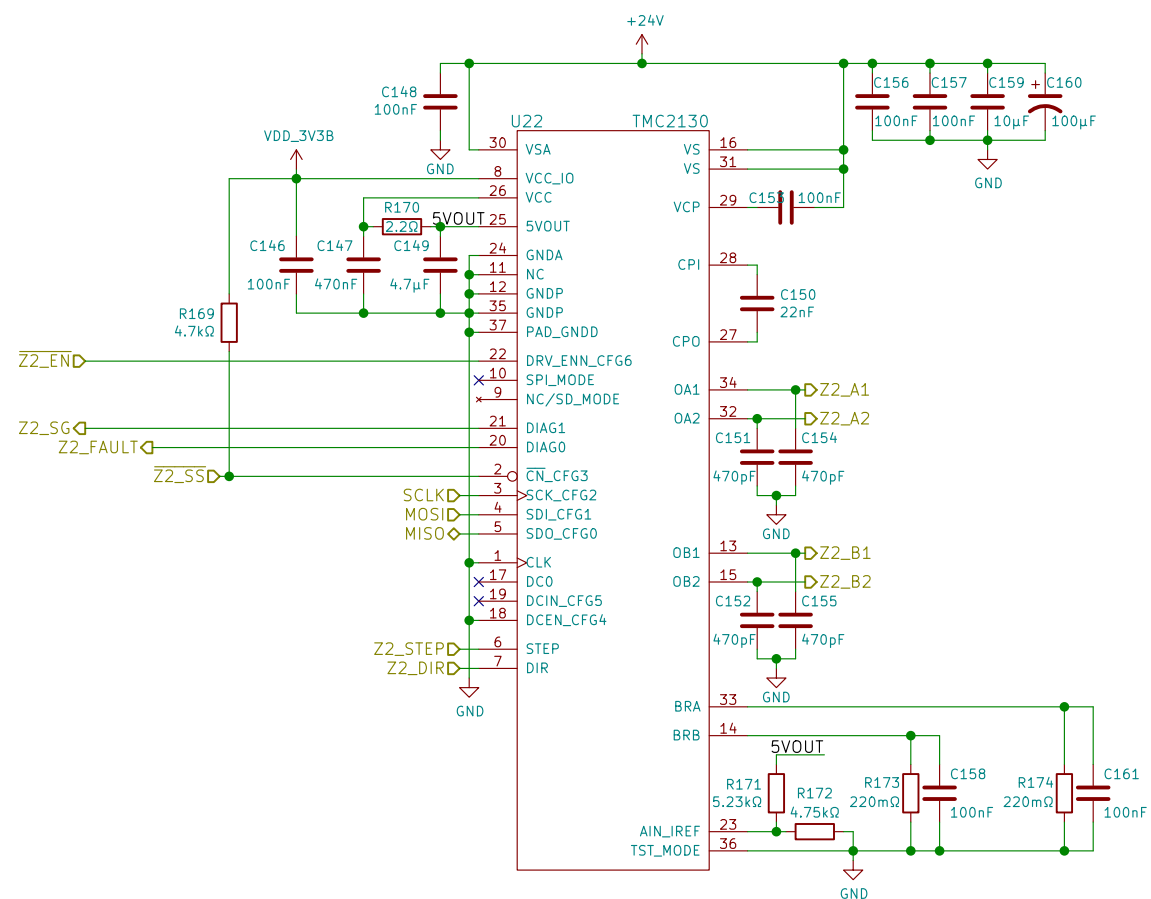 +24V
C148
100nF
GND
C156
100nF
C157
100nF
C159
10µF
+
C160
100µF
GND
U22
TMC2130
VDD_3V3B
30 VSA
8 VCC_IO
26 VCC
25 5VOUT
24 GNDA
11 NC
12 GNDP
35 GNDP
37 PAD_GNDD
22 DRV_ENN_CFG6
10 SPI_MODE
9 NC/SD_MODE
21 DIAG1
20 DIAG0
2 CN_CFG3
3 SCK_CFG2
4 SDI_CFG1
5 SDO_CFG0
1 CLK
17 DCO
19 DCIN_CFG5
18 DCEN_CFG4
6 STEP
7 DIR
R170
2.2Ω
5VOUT
C146
100nF
C147
470nF
C149
4.7µF
R169
4.7kΩ
Z2_EN
Z2_SG
Z2_FAULT
Z2_SS
SCLK
MOSI
MISO
Z2_STEP
Z2_DIR
GND
VS 16
VS 31
VCP 29
C153 100nF
CPI 28
C150
22nF
CPO 27
OA1 34
Z2_A1
OA2 32
Z2_A2
C151
470pF
C154
470pF
GND
OB1 13
Z2_B1
OB2 15
Z2_B2
C152
470pF
C155
470pF
GND
BRA 33
BRB 14
5VOUT
R171
5.23kΩ
R172
4.75kΩ
R173
220mΩ
C158
100nF
R174
220mΩ
C161
100nF
AIN_IREF 23
TST_MODE 36
GND